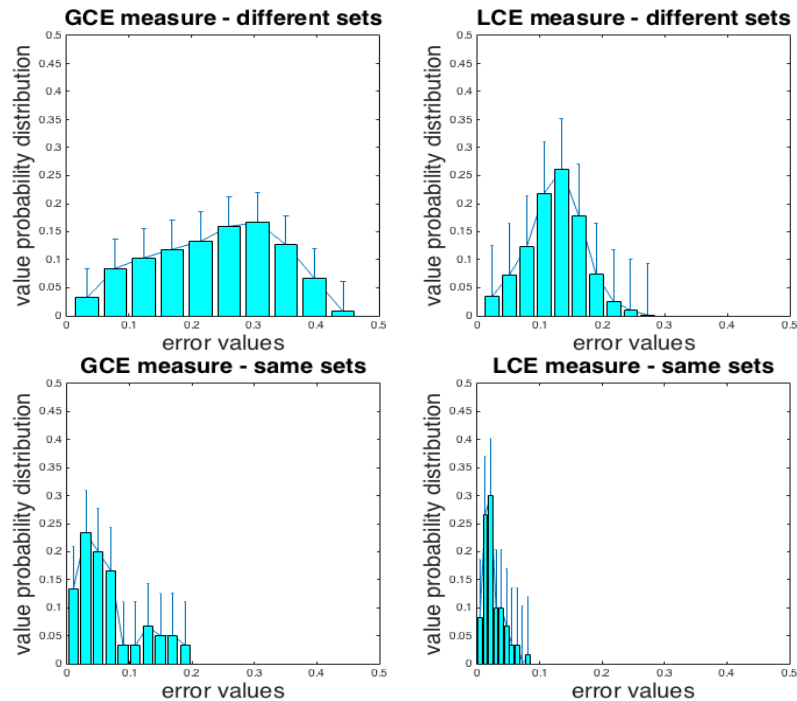 GCE measure - different sets
value probability distribution
0.5
0.45
0.4
0.35
0.3
0.25
0.2
0.15
0.1
0.05
0
0 0.1 0.2 0.3 0.4 0.5
error values
LCE measure - different sets
value probability distribution
0.5
0.45
0.4
0.35
0.3
0.25
0.2
0.15
0.1
0.05
0
0 0.1 0.2 0.3 0.4 0.5
error values
GCE measure - same sets
value probability distribution
0.5
0.45
0.4
0.35
0.3
0.25
0.2
0.15
0.1
0.05
0
0 0.1 0.2 0.3 0.4 0.5
error values
LCE measure - same sets
value probability distribution
0.5
0.45
0.4
0.35
0.3
0.25
0.2
0.15
0.1
0.05
0
0 0.1 0.2 0.3 0.4 0.5
error values